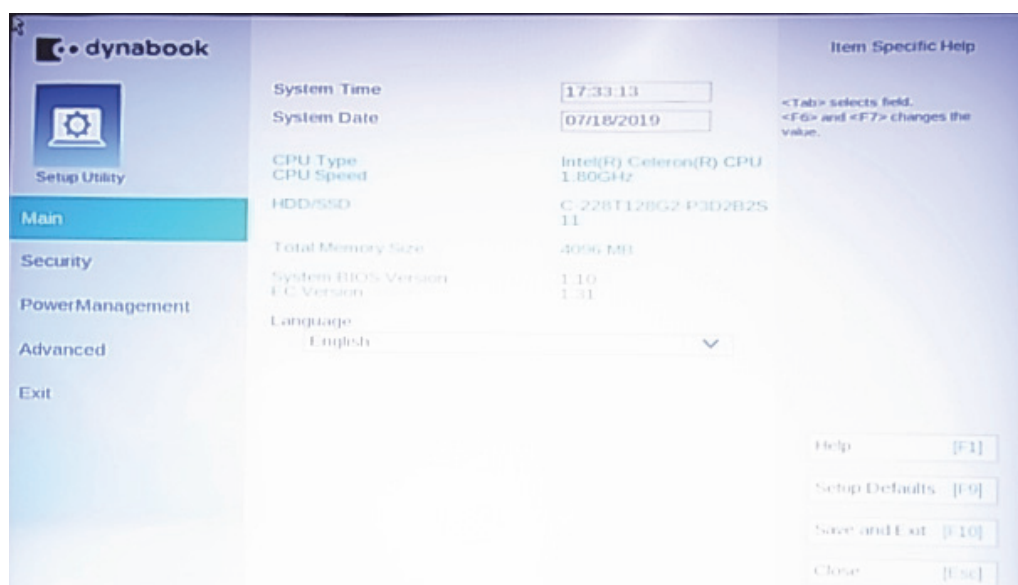 dynabook
Item Specific Help
System Time 17:33:13
<Tab> selects field.
System Date 07/18/2019
<F6> and <F7> changes the
value.
CPU Type Intel(R) Celeron(R) CPU
Setup Utility
CPU Speed 1.80GHz
Main
HDD/SSD C-228T128G2-P3D2B2S
11
Total Memory Size 4096 MB
Security
System BIOS Version 1.10
EC Version 1.31
PowerManagement
Language
English
Advanced
Exit
Help [F1]
Setup Defaults [F9]
Save and Exit [F10]
Close [Esc]